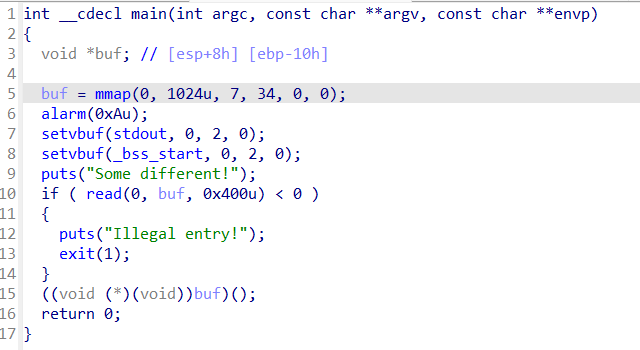 1 int __cdecl main(int argc, const char **argv, const char **envp)
2 {
3   void *buf; // [esp+8h] [ebp-10h]
4
5   buf = mmap(0, 1024u, 7, 34, 0, 0);
6   alarm(0xAu);
7   setvbuf(stdout, 0, 2, 0);
8   setvbuf(_bss_start, 0, 2, 0);
9   puts("Some different!");
10   if ( read(0, buf, 0x400u) < 0 )
11   {
12     puts("Illegal entry!");
13     exit(1);
14   }
15   ((void (*)(void))buf)();
16   return 0;
17 }